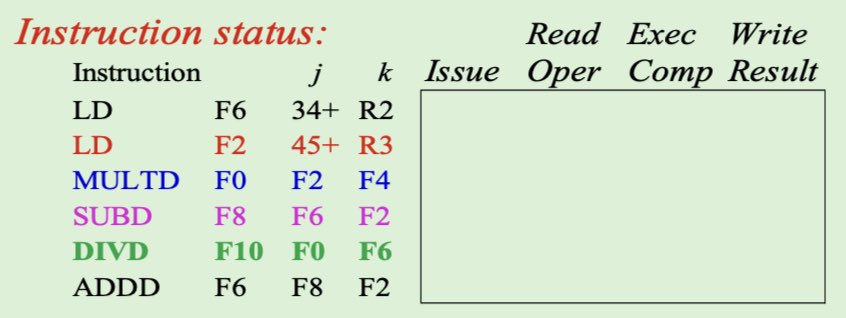 Instruction status: Read Exec Write
Instruction j k Issue Oper Comp Result
LD F6 34+ R2
LD F2 45+ R3
MULTD F0 F2 F4
SUBD F8 F6 F2
DIVD F10 F0 F6
ADDD F6 F8 F2